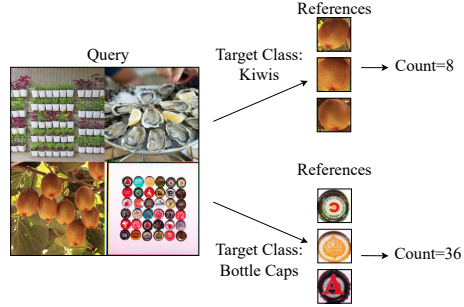 References
Query
Target Class:
Kiwis
Count=8
References
Target Class:
Bottle Caps
Count=36
A